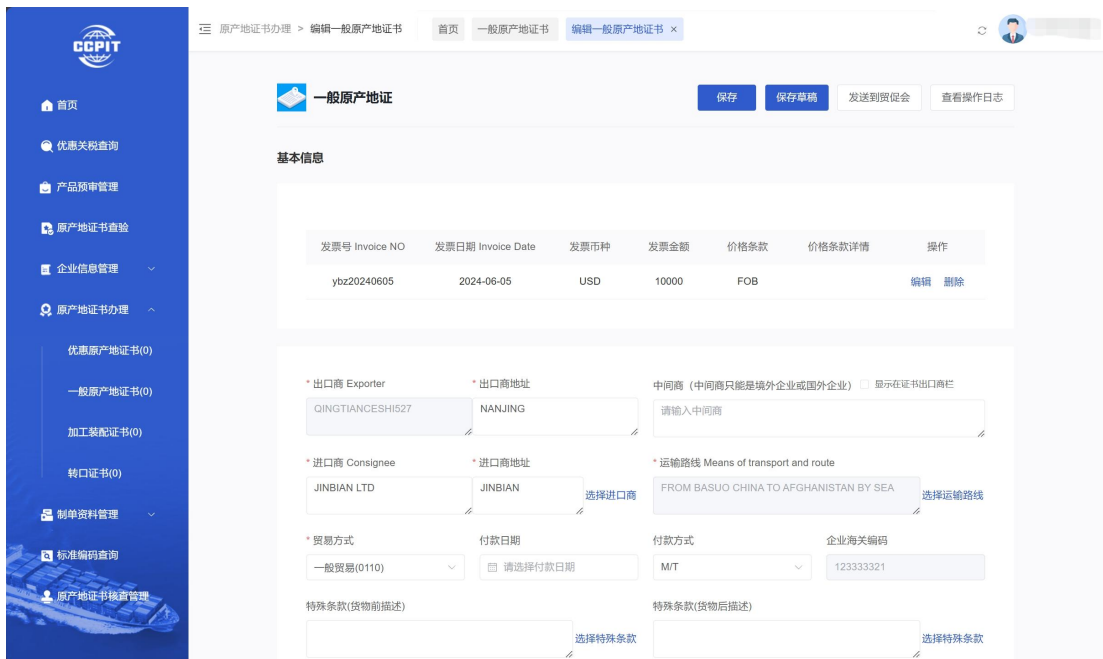 CCPIT
原产地证书办理 > 编辑一般原产地证书 首页 一般原产地证书 编辑一般原产地证书 ×
首页
优惠关税查询
产品预审管理
原产地证书查验
企业信息管理
原产地证书办理
优惠原产地证书(0)
一般原产地证书(0)
加工装配证书(0)
转口证书(0)
制单资料管理
标准编码查询
原产地证书核查管理
一般原产地证 保存 保存草稿 发送到贸促会 查看操作日志
基本信息
发票号 Invoice NO 发票日期 Invoice Date 发票币种 发票金额 价格条款 价格条款详情 操作
ybz20240605 2024-06-05 USD 10000 FOB 编辑 删除
* 出口商 Exporter * 出口商地址 中间商（中间商只能是境外企业或国外企业） 显示在证书出口商栏
QINGTIANCESHI527 NANJING 请输入中间商
* 进口商 Consignee * 进口商地址 * 运输路线 Means of transport and route
JINBIAN LTD JINBIAN 选择进口商 FROM BASUO CHINA TO AFGHANISTAN BY SEA 选择运输路线
* 贸易方式 付款日期 付款方式 企业海关编码
一般贸易(0110) 请选择付款日期 M/T 123333321
特殊条款(货物前描述) 特殊条款(货物后描述)
选择特殊条款 选择特殊条款